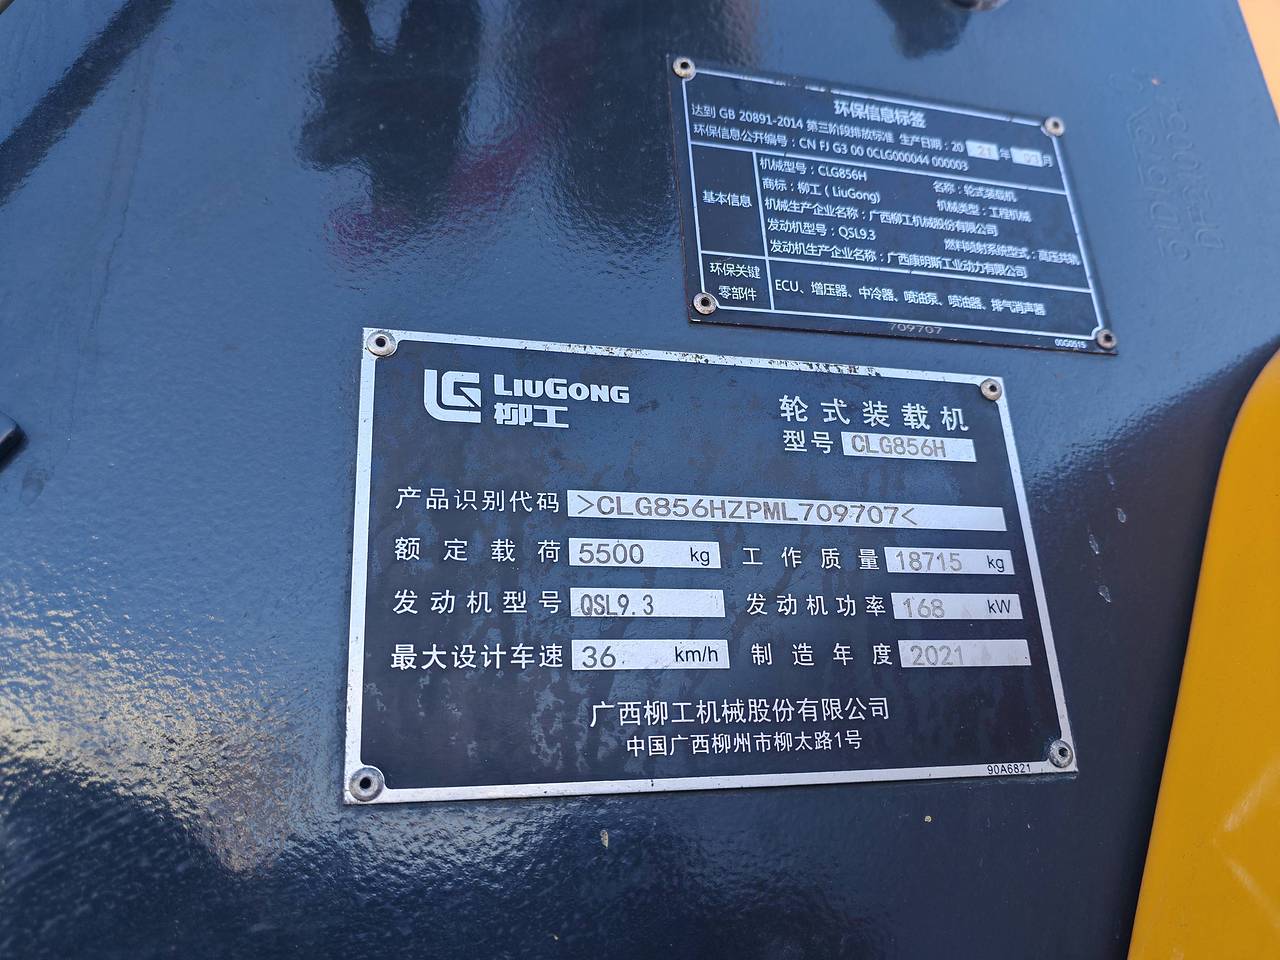 环保信息标签
达到 GB 20891-2014 第三阶段排放标准 生产日期：20 21 年 03 月
环保信息公开编号：CN FJ G3 00 0CLG000044 000003
基本信息
机械型号：CLG856H 名称：轮式装载机
商标：柳工（LiuGong) 机械类型：工程机械
机械生产企业名称：广西柳工机械股份有限公司
发动机型号：QSL9.3 燃料喷射系统型式：高压共轨
发动机生产企业名称：广西康明斯工业动力有限公司
环保关键零部件
ECU、增压器、中冷器、喷油泵、喷油器、排气消声器
709707
00G0515
LIUGONG
柳工
轮式装载机
型号 CLG856H
产品识别代码 >CLG856HZPML709707<
额定载荷 5500 kg 工作质量 18715 kg
发动机型号 QSL9.3 发动机功率 168 kW
最大设计车速 36 km/h 制造年度 2021
广西柳工机械股份有限公司
中国广西柳州市柳太路1号
90A6821